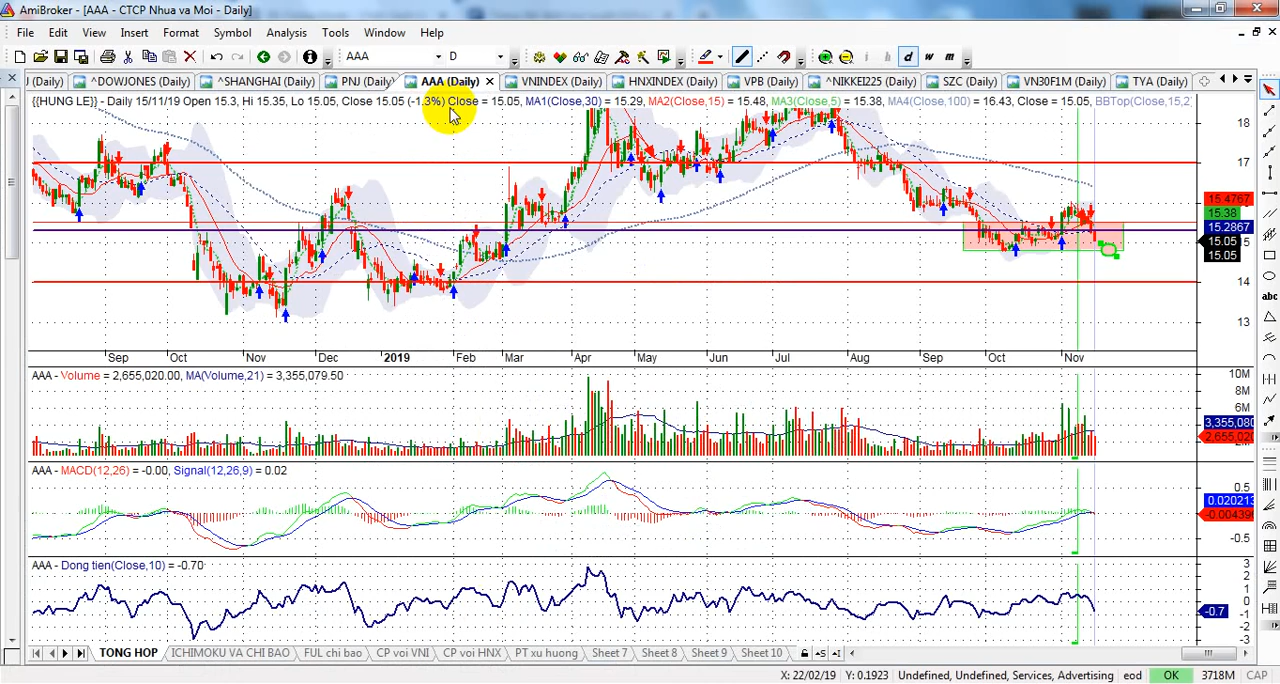 AmiBroker - [AAA - CTCP Nhua va Moi - Daily]
File Edit View Insert Format Symbol Analysis Tools Window Help
AAA D i d w m
U (Daily) ^DOWJONES (Daily) ^SHANGHAI (Daily) PNJ (Daily) AAA (Daily) VNINDEX (Daily) HNXINDEX (Daily) VPB (Daily) ^NIKKEI225 (Daily) SZC (Daily) VN30F1M (Daily) TYA (Daily)
{{HUNG LE}} - Daily 15/11/19 Open 15.3, Hi 15.35, Lo 15.05, Close 15.05 (-1.3%) Close = 15.05, MA1(Close,30) = 15.29, MA2(Close,15) = 15.48, MA3(Close,5) = 15.38, MA4(Close,100) = 16.43, Close = 15.05, BBTop(Close,15,2
18
17
15.4767
15.38
15.2867
15
15.05
15.05
14
13
Sep Oct Nov Dec 2019 Feb Mar Apr May Jun Jul Aug Sep Oct Nov
AAA - Volume = 2,655,020.00, MA(Volume,21) = 3,355,079.50
10M
8M
6M
3,355,080
2,655,020
AAA - MACD(12,26) = -0.00, Signal(12,26,9) = 0.02
0.5
0.020213
-0.004396
-0.5
AAA - Dong tien(Close,10) = -0.70
3
2
1
0
-0.7
-1
-2
-3
TONG HOP ICHIMOKU VA CHI BAO FUL chi bao CP voi VNI CP voi HNX PT xu huong Sheet 7 Sheet 8 Sheet 9 Sheet 10
X: 22/02/19 Y: 0.1923 Undefined, Undefined, Services, Advertising eod OK 3718M CAP
abc